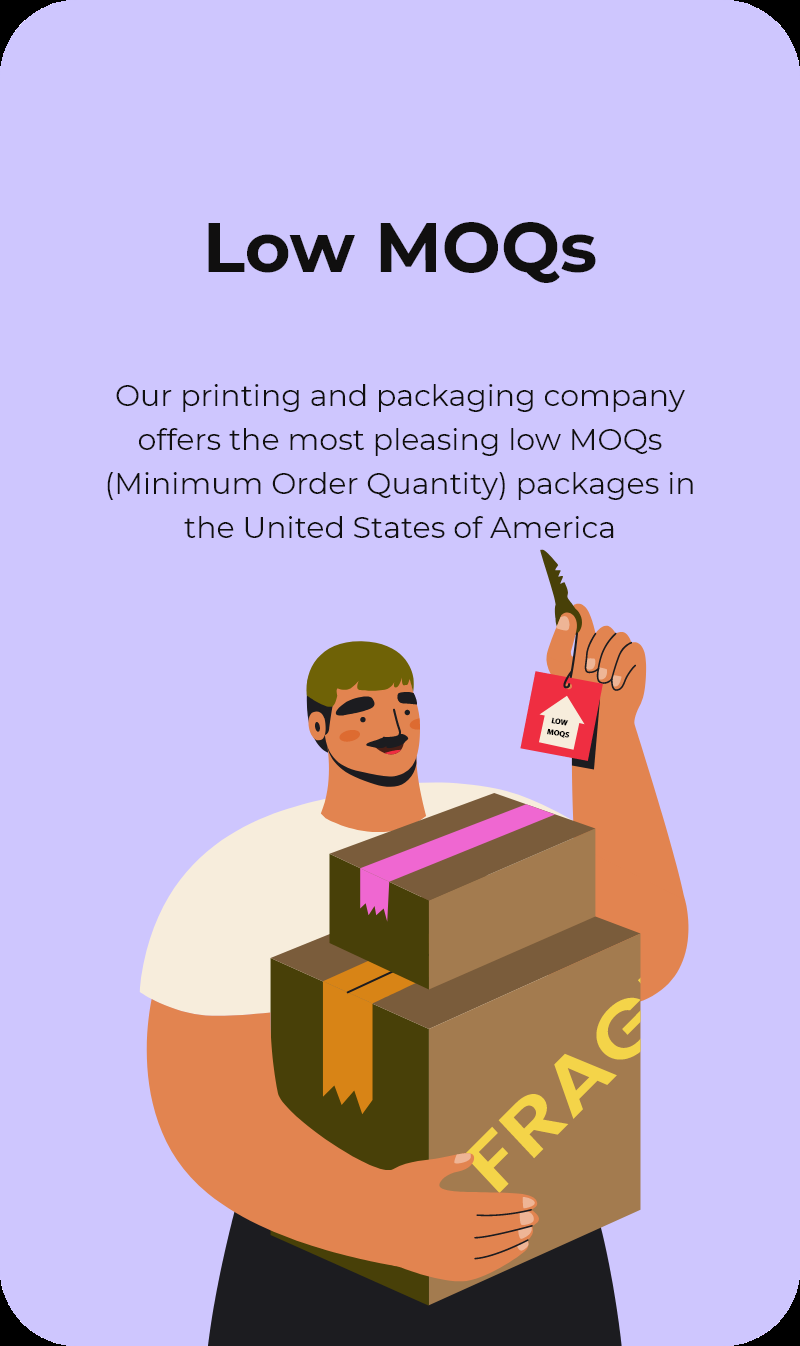 Low MOQs
Our printing and packaging company
offers the most pleasing low MOQs
(Minimum Order Quantity) packages in
the United States of America
LOW
MOQS
FRAG